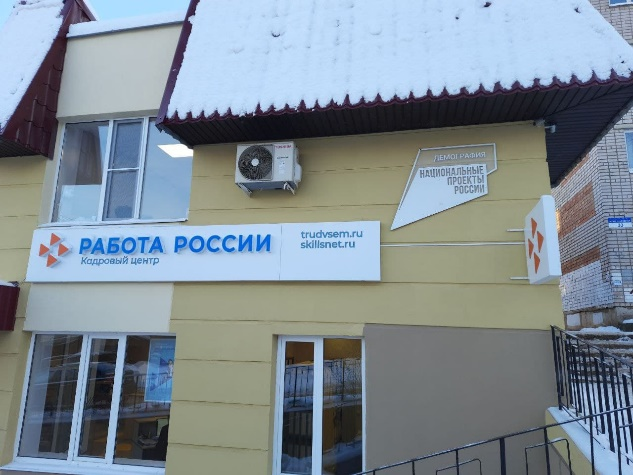 ДЕМОГРАФИЯ
НАЦИОНАЛЬНЫЕ
ПРОЕКТЫ
РОССИИ
РАБОТА РОССИИ
Кадровый центр
trudvsem.ru
skillsnet.ru